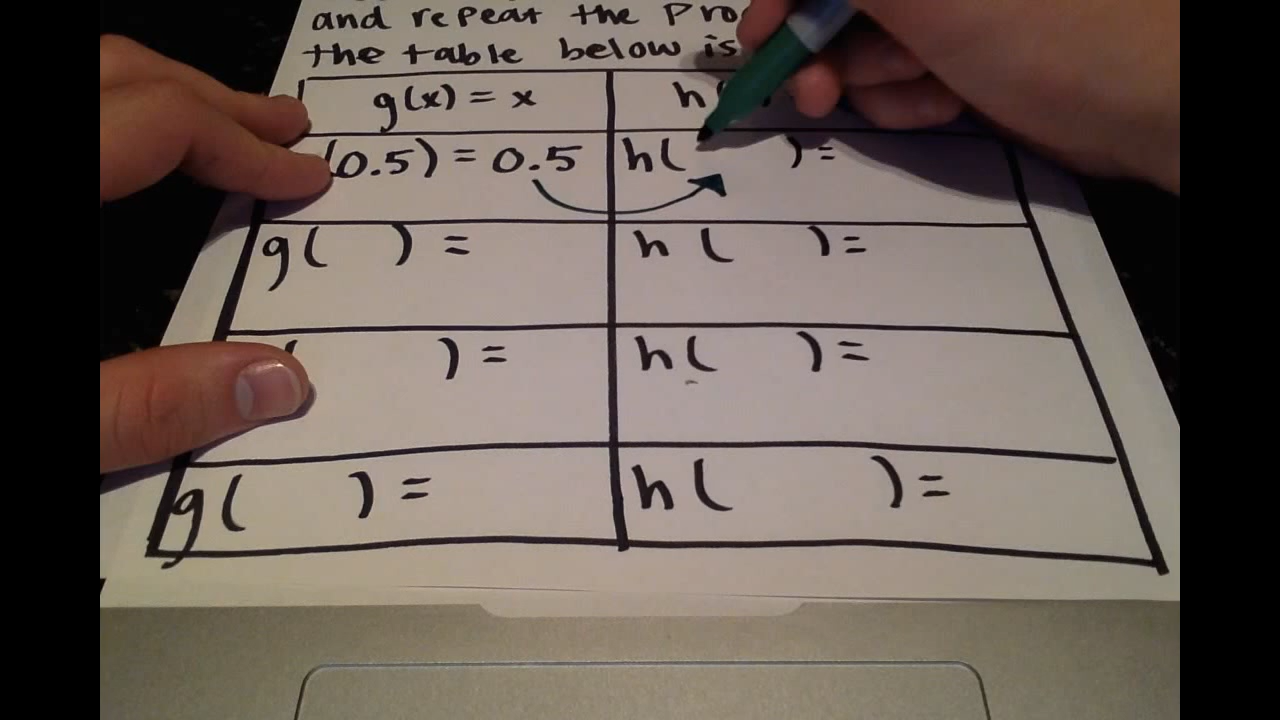 and repeat the
the table below is
g(x) = x h(
(0.5) = 0.5 h( ) =
g( ) = h( ) =
) = h( ) =
g( ) = h( ) =